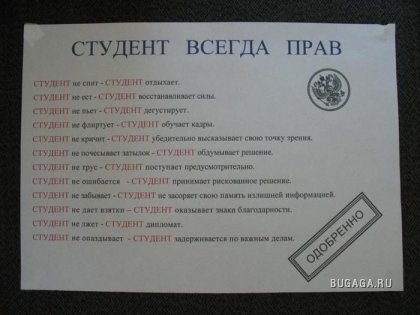 СТУДЕНТ ВСЕГДА ПРАВ
СТУДЕНТ не спит - СТУДЕНТ отдыхает.
СТУДЕНТ не ест - СТУДЕНТ восстанавливает силы.
СТУДЕНТ не пьет - СТУДЕНТ дегустирует.
СТУДЕНТ не флиртует - СТУДЕНТ обучает кадры.
СТУДЕНТ не кричит - СТУДЕНТ убедительно высказывает свою точку зрения.
СТУДЕНТ не почесывает затылок - СТУДЕНТ обдумывает решение.
СТУДЕНТ не трус - СТУДЕНТ поступает предусмотрительно.
СТУДЕНТ не ошибается - СТУДЕНТ принимает рискованное решение.
СТУДЕНТ не забывает - СТУДЕНТ не засоряет свою память излишней информацией.
СТУДЕНТ не дает взятки – СТУДЕНТ оказывает знаки благодарности.
СТУДЕНТ не лжет - СТУДЕНТ дипломат.
СТУДЕНТ не опаздывает - СТУДЕНТ задерживается по важным делам.
ОДОБРЕННО
BUGAGA.RU